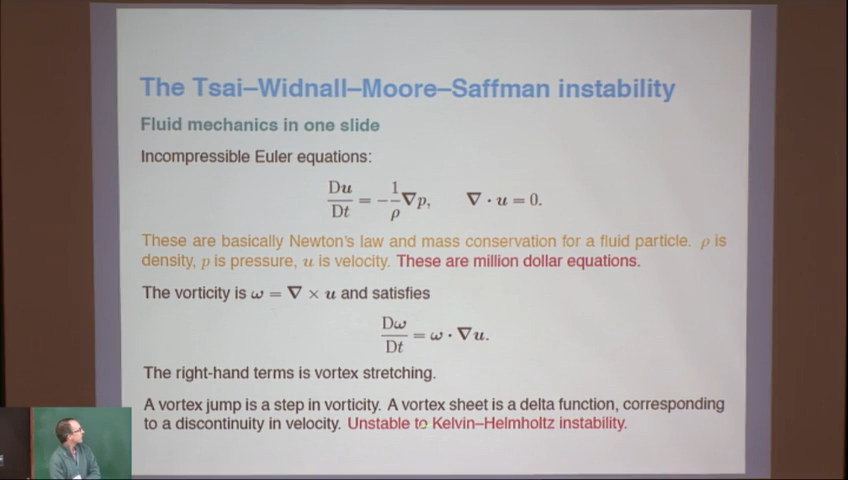 The Tsai–Widnall–Moore–Saffman instability
Fluid mechanics in one slide
Incompressible Euler equations:
Du/Dt = −1/ρ ∇p, ∇ · u = 0.
These are basically Newton's law and mass conservation for a fluid particle. ρ is
density, p is pressure, u is velocity. These are million dollar equations.
The vorticity is ω = ∇ × u and satisfies
Dω/Dt = ω · ∇u.
The right-hand terms is vortex stretching.
A vortex jump is a step in vorticity. A vortex sheet is a delta function, corresponding
to a discontinuity in velocity. Unstable to Kelvin–Helmholtz instability.